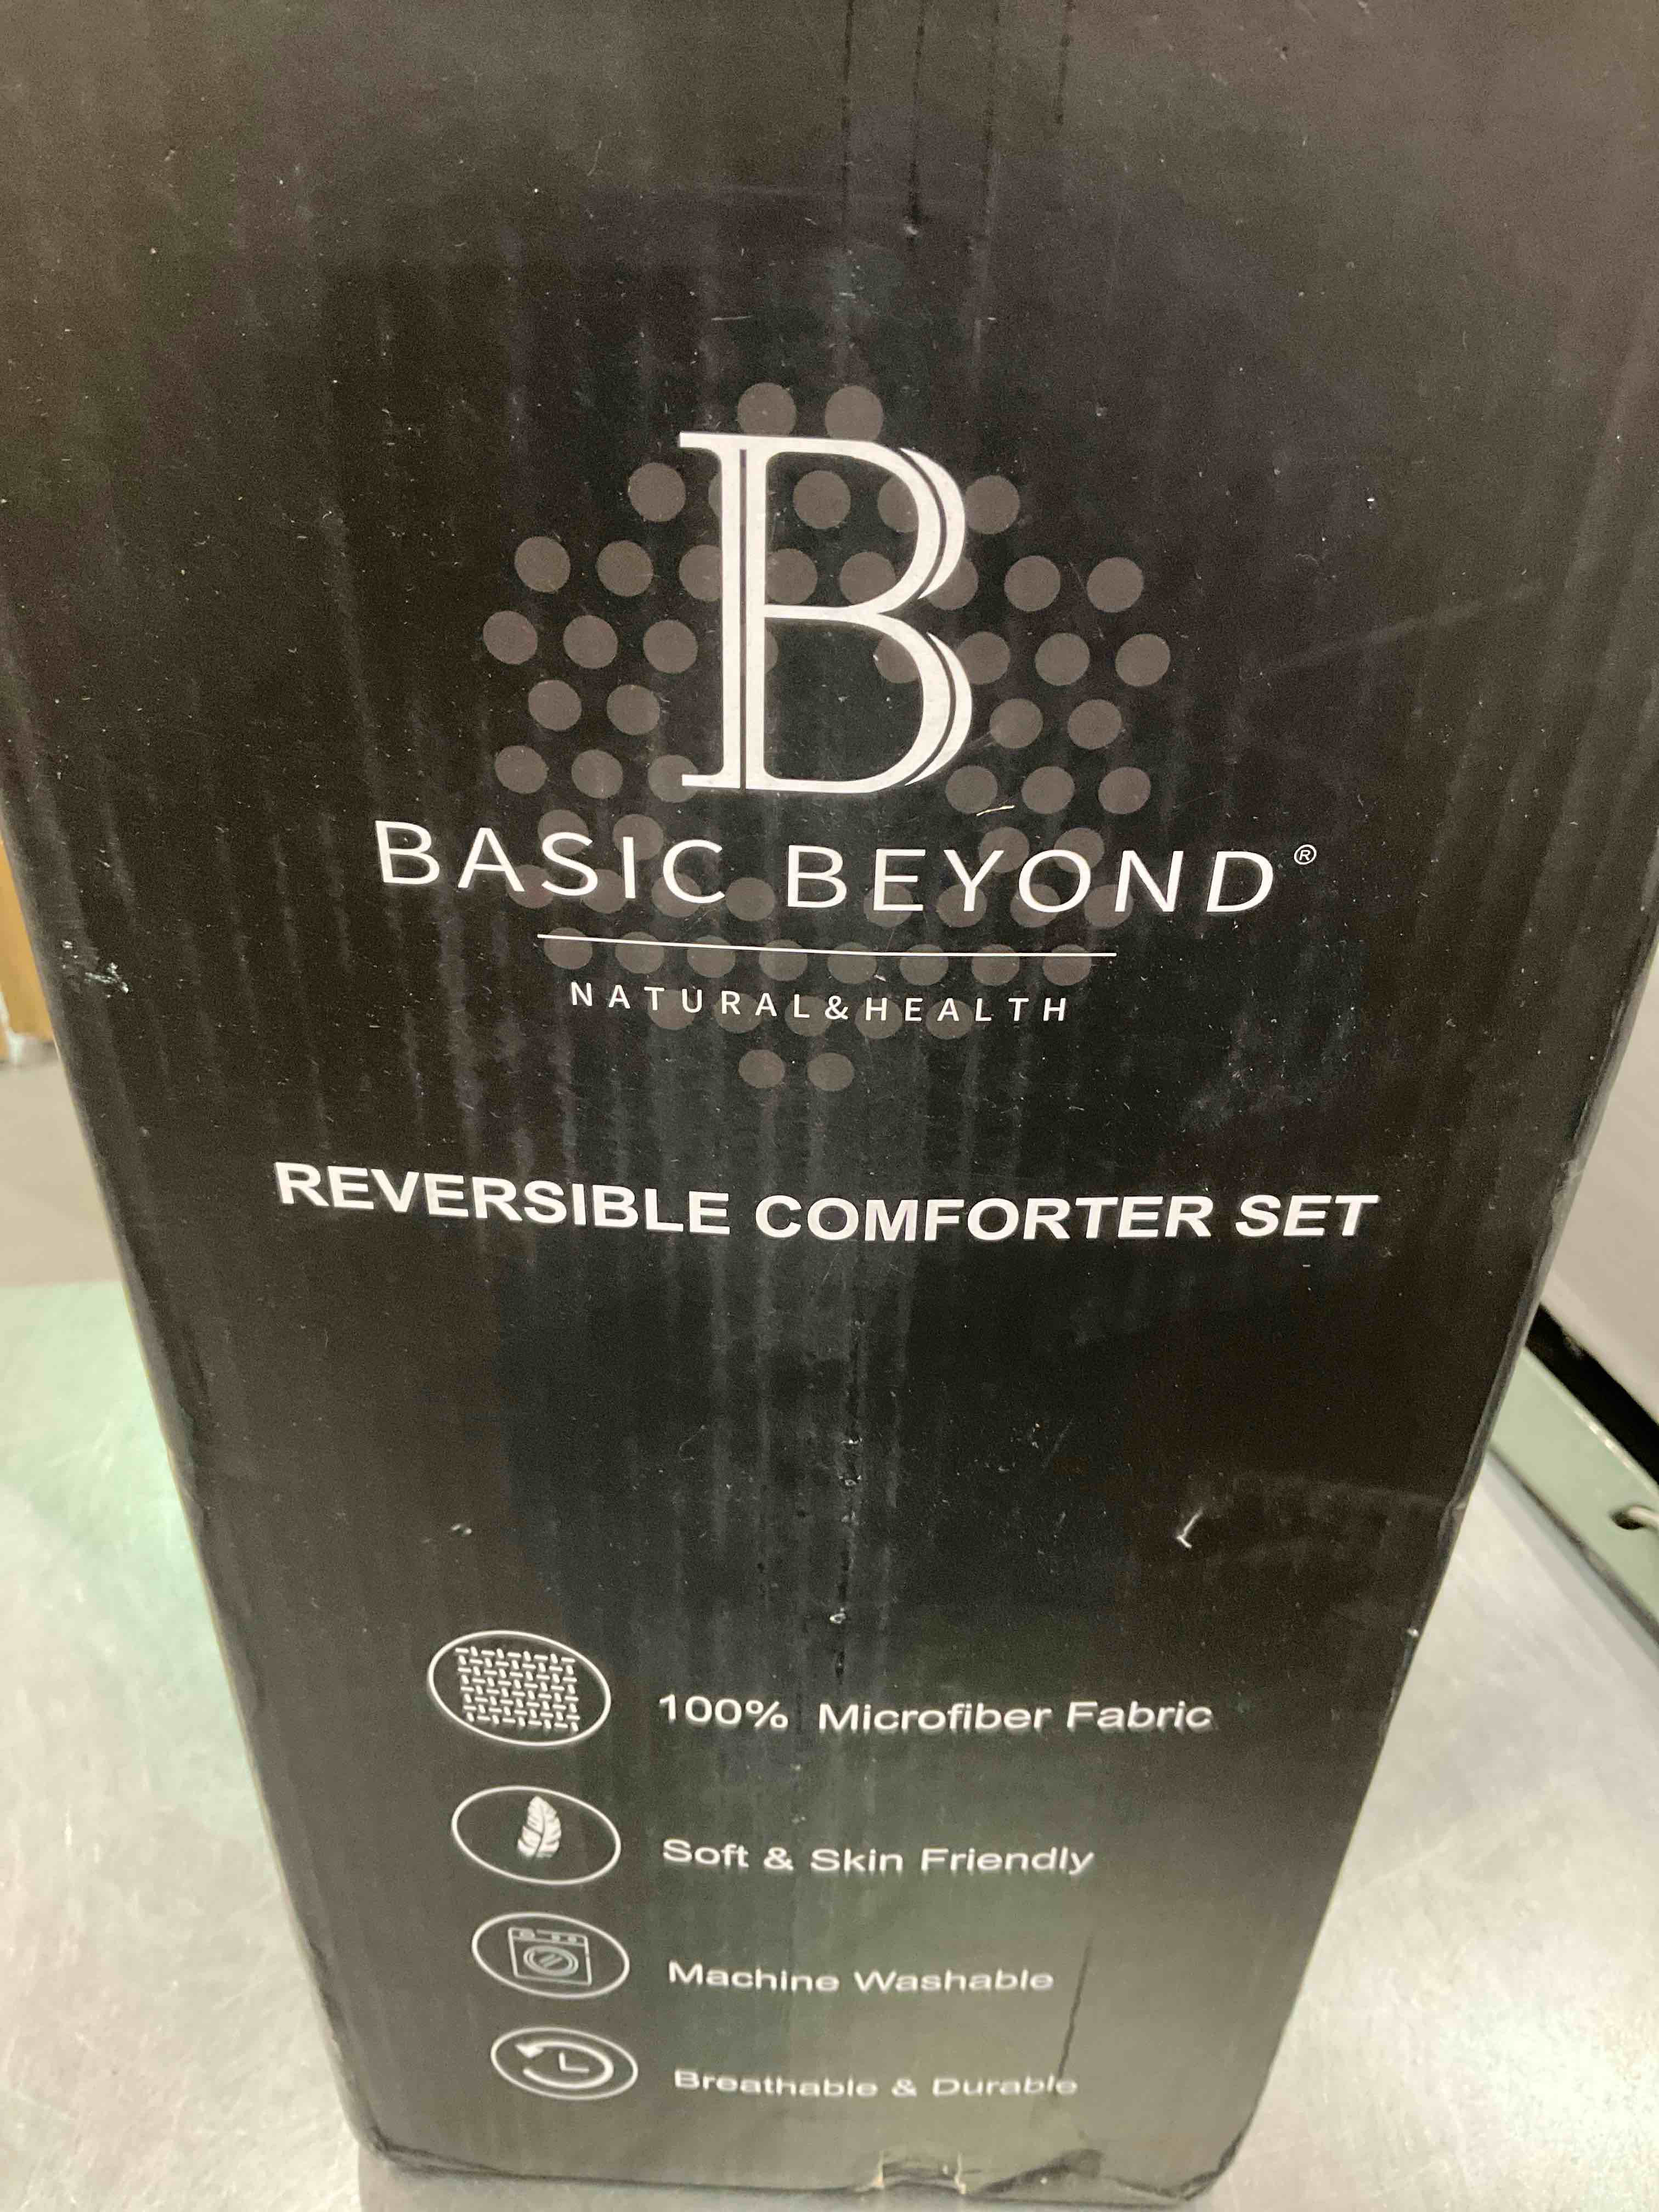 B
BASIC BEYOND®
NATURAL&HEALTH
REVERSIBLE COMFORTER SET
100% Microfiber Fabric
Soft & Skin Friendly
Machine Washable
Breathable & Durable